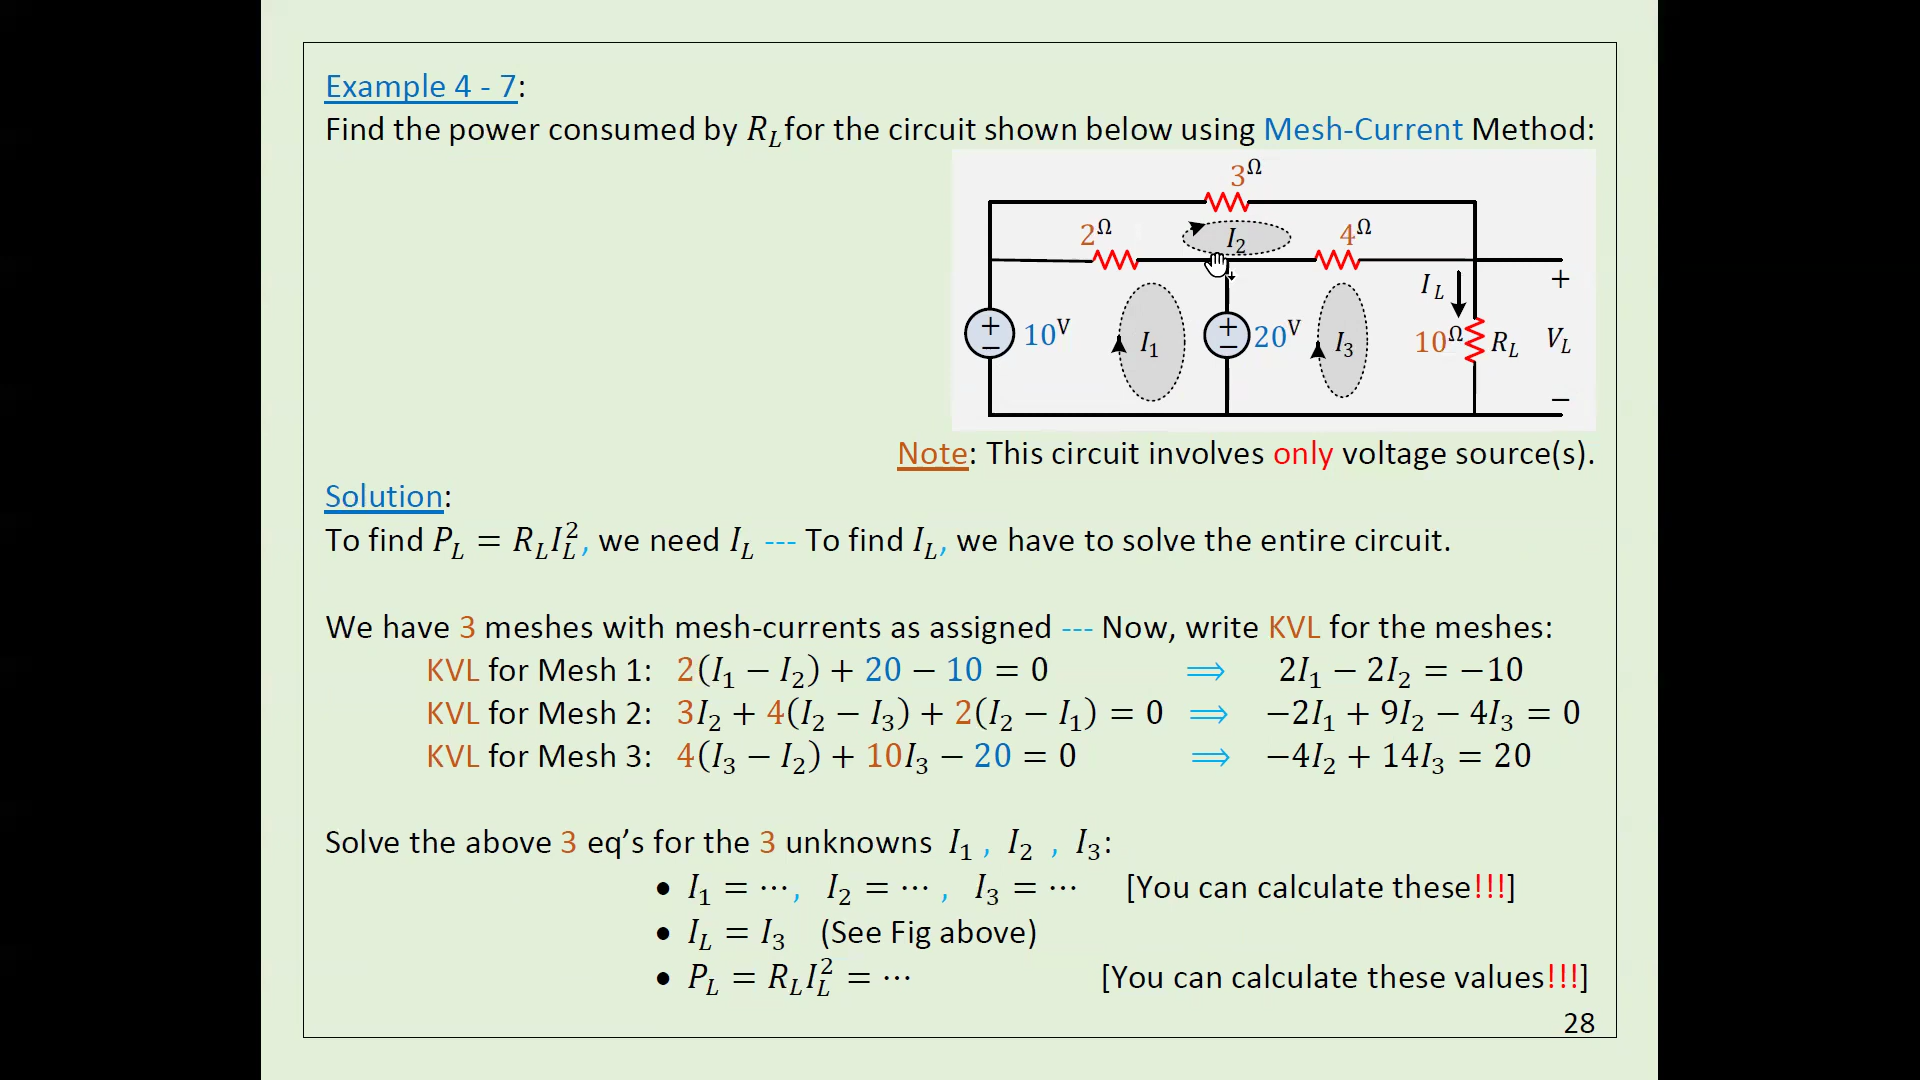 Example 4 - 7:
Find the power consumed by R_L for the circuit shown below using Mesh-Current Method:
3^Ω
2^Ω
I_2
4^Ω
I_L
+
+
−
10^V
I_1
+
−
20^V
I_3
10^Ω
R_L
V_L
−
Note: This circuit involves only voltage source(s).
Solution:
To find P_L = R_L I_L^2, we need I_L --- To find I_L, we have to solve the entire circuit.
We have 3 meshes with mesh-currents as assigned --- Now, write KVL for the meshes:
KVL for Mesh 1: 2(I_1 − I_2) + 20 − 10 = 0 ⟹ 2I_1 − 2I_2 = −10
KVL for Mesh 2: 3I_2 + 4(I_2 − I_3) + 2(I_2 − I_1) = 0 ⟹ −2I_1 + 9I_2 − 4I_3 = 0
KVL for Mesh 3: 4(I_3 − I_2) + 10I_3 − 20 = 0 ⟹ −4I_2 + 14I_3 = 20
Solve the above 3 eq’s for the 3 unknowns I_1 , I_2 , I_3:
• I_1 = ⋯, I_2 = ⋯ , I_3 = ⋯ [You can calculate these!!!]
• I_L = I_3 (See Fig above)
• P_L = R_L I_L^2 = ⋯ [You can calculate these values!!!]
28